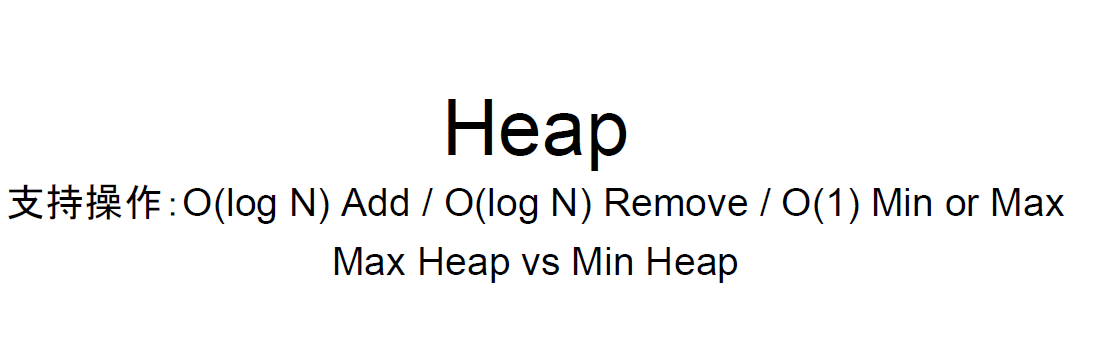 Heap
支持操作：O(log N) Add / O(log N) Remove / O(1) Min or Max
Max Heap vs Min Heap